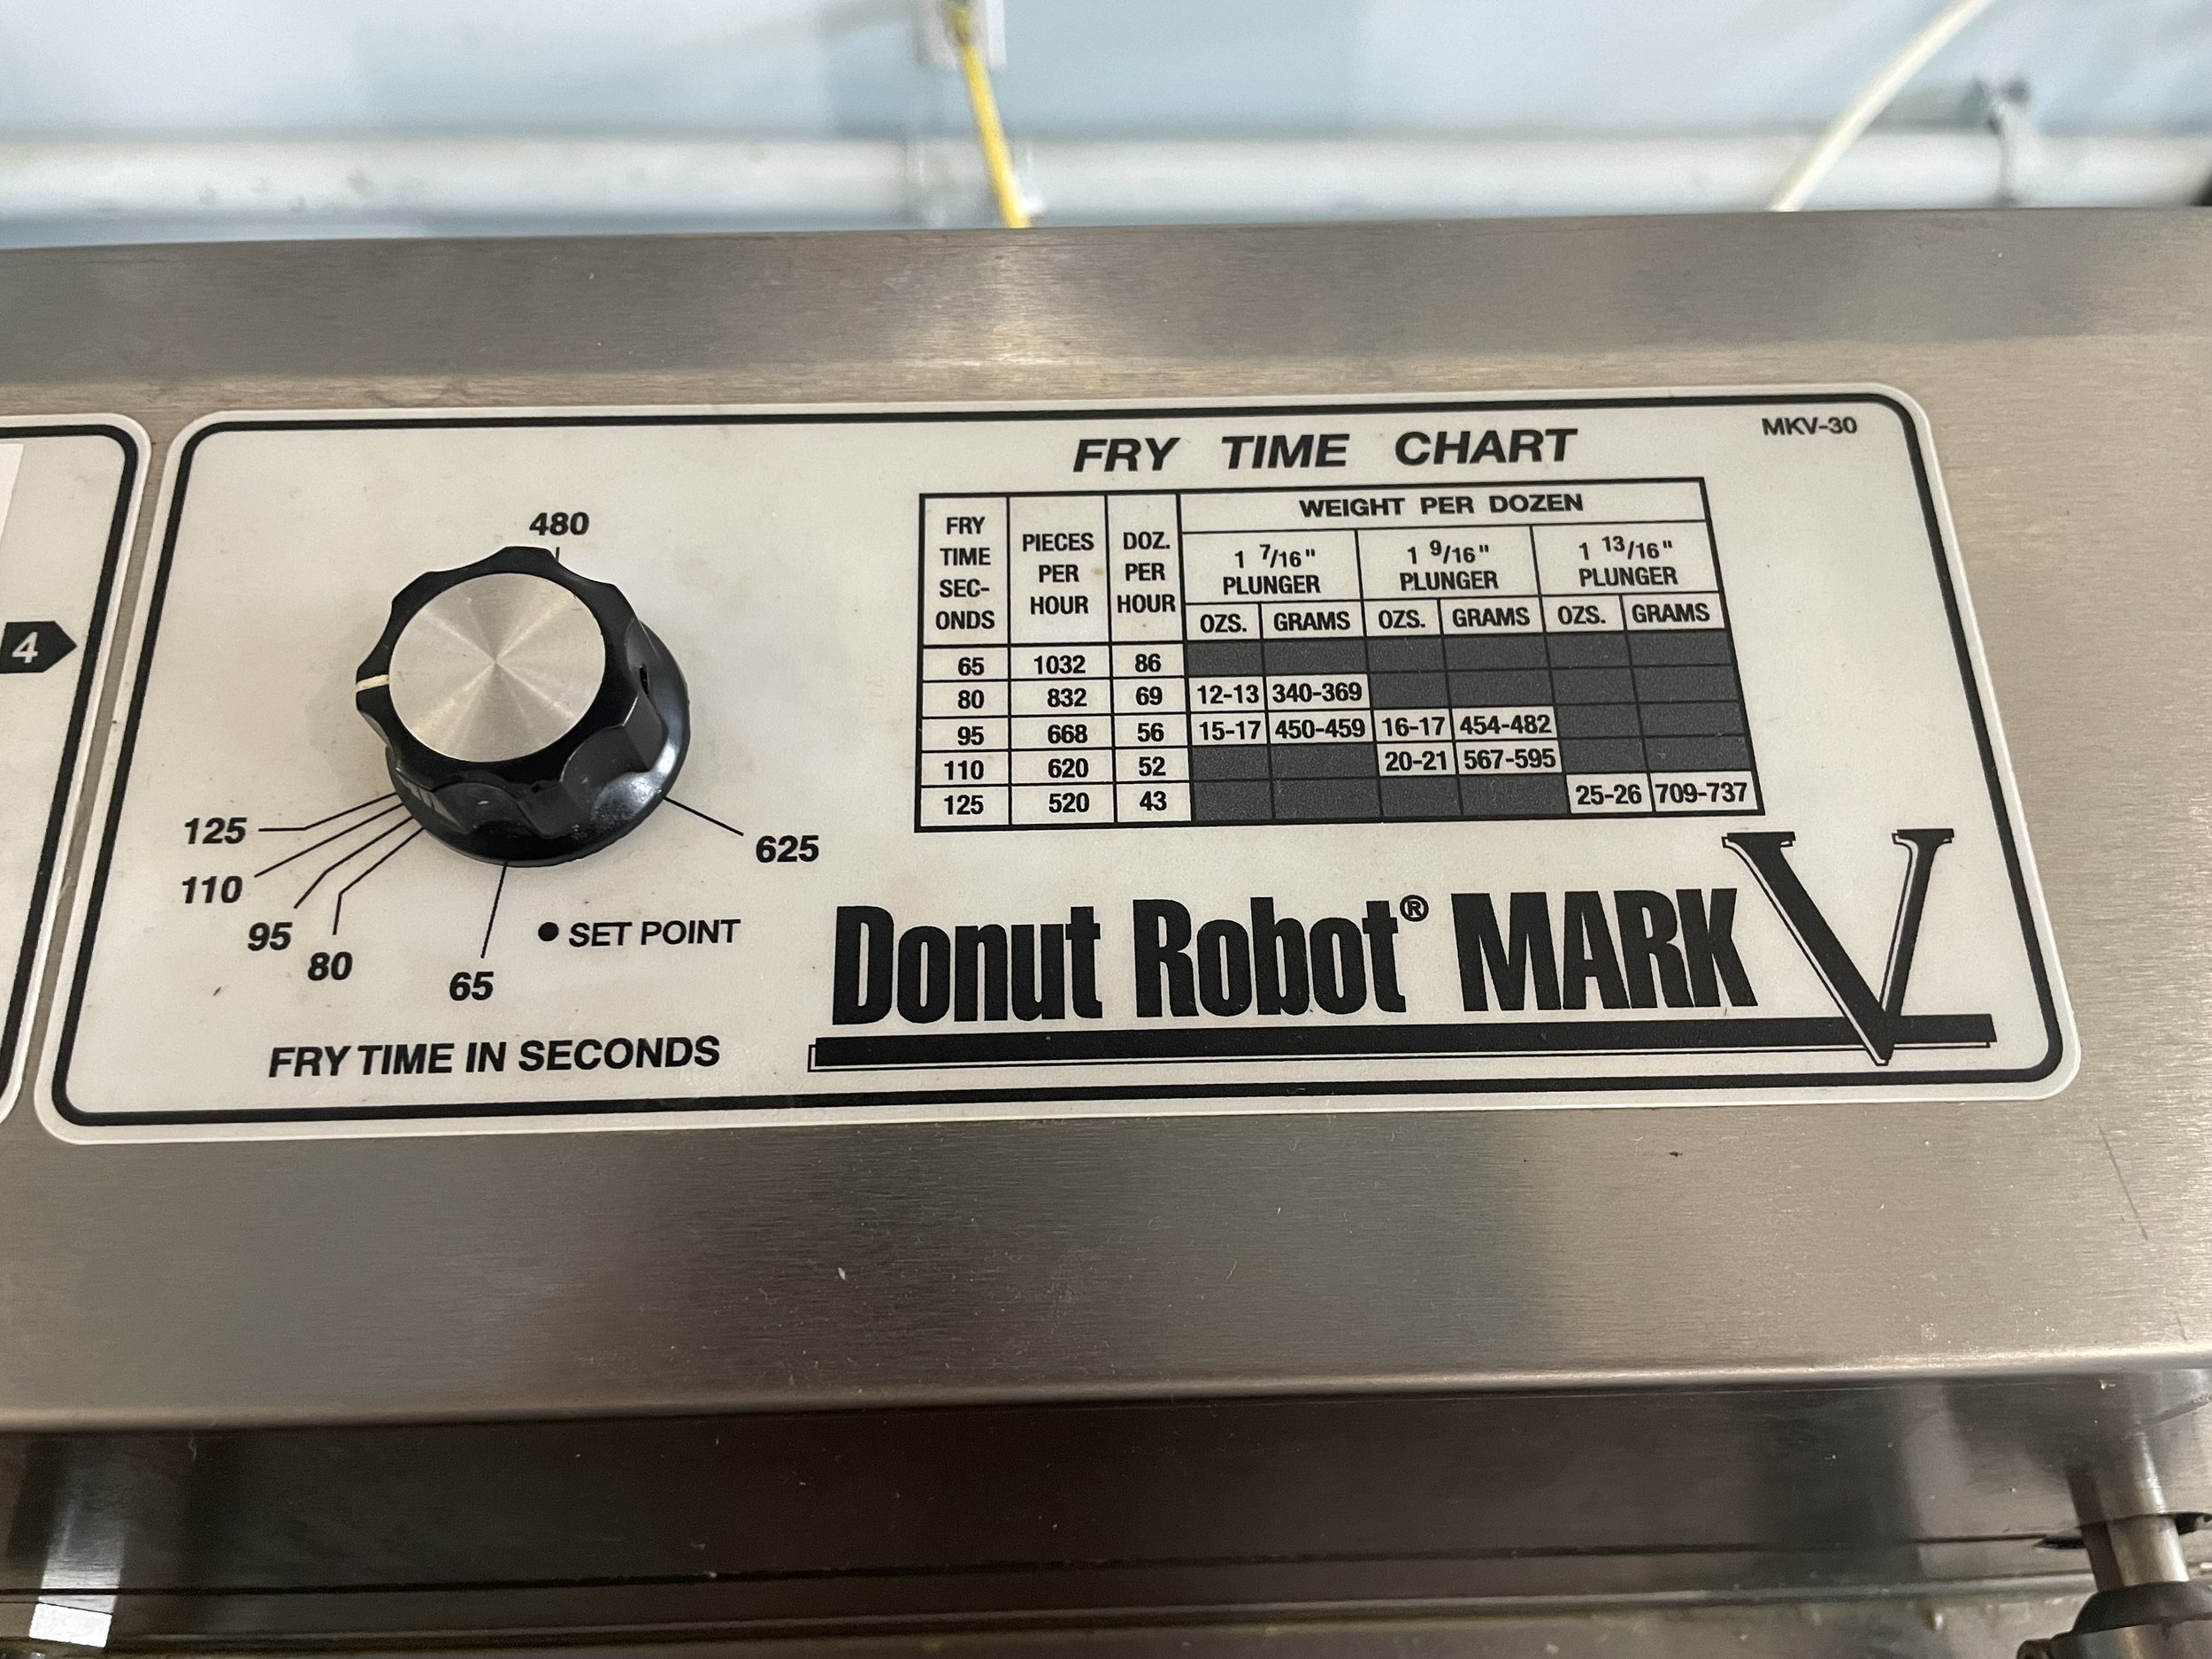 4
480
125
110
95
80
65
625
● SET POINT
FRY TIME IN SECONDS
MKV-30
FRY TIME CHART
FRY TIME SEC-ONDS PIECES PER HOUR DOZ. PER HOUR WEIGHT PER DOZEN
1 7/16" PLUNGER 1 9/16" PLUNGER 1 13/16" PLUNGER
OZS. GRAMS OZS. GRAMS OZS. GRAMS
65 1032 86
80 832 69 12-13 340-369
95 668 56 15-17 450-459 16-17 454-482
110 620 52 20-21 567-595
125 520 43 25-26 709-737
Donut Robot® MARK V